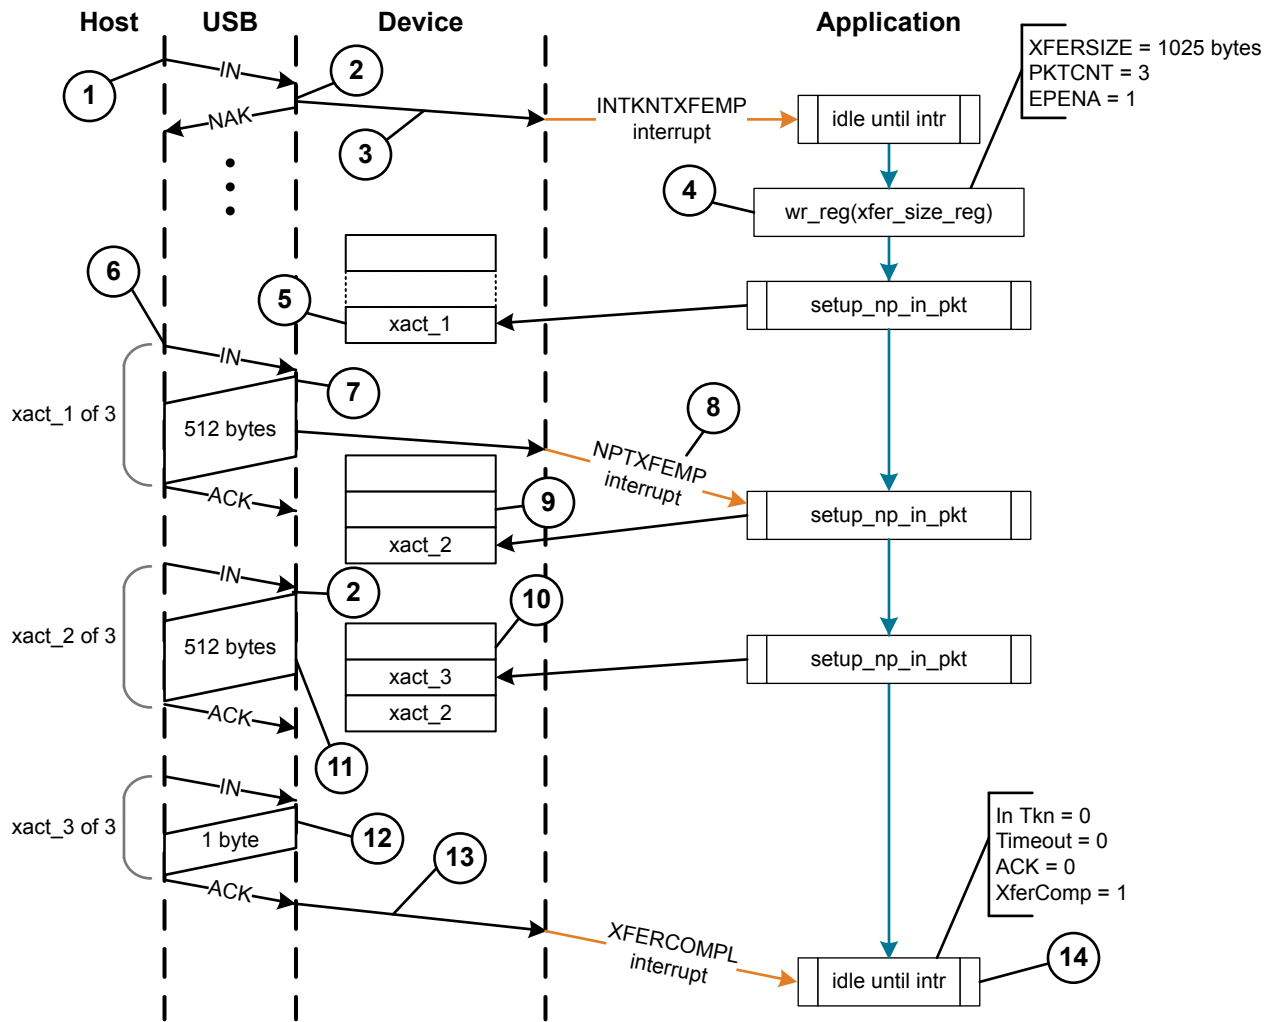 Host USB Device Application
XFERSIZE = 1025 bytes
PKTCNT = 3
EPENA = 1
1
IN
2
NAK
3
INTKNTXFEMP
interrupt
idle until intr
4
wr_reg(xfer_size_reg)
6
5
xact_1
setup_np_in_pkt
IN
7
xact_1 of 3
512 bytes
8
NPTXFEMP
interrupt
ACK
9
xact_2
setup_np_in_pkt
IN
2
10
xact_2 of 3
512 bytes
xact_3
xact_2
setup_np_in_pkt
ACK
11
IN
xact_3 of 3
1 byte
12
13
ACK
In Tkn = 0
Timeout = 0
ACK = 0
XferComp = 1
XFERCOMPL
interrupt
idle until intr
14